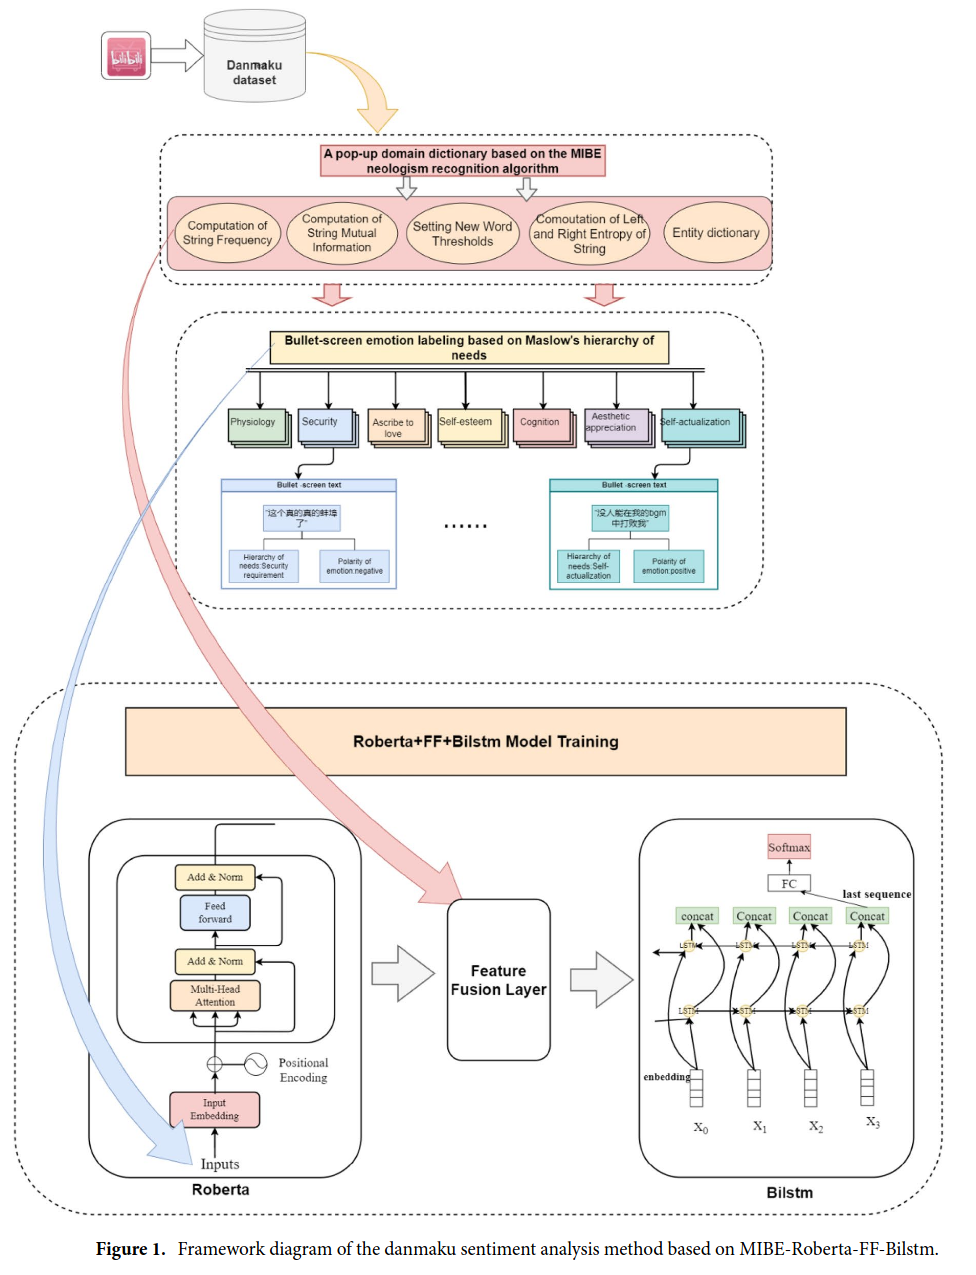 bilibili
Danmaku
dataset
A pop-up domain dictionary based on the MIBE
neologism recognition algorithm
Computation of
String Frequency
Computation of
String Mutual
Information
Setting New Word
Thresholds
Comoutation of Left
and Right Entropy of
String
Entity dictionary
Bullet-screen emotion labeling based on Maslow's hierarchy of
needs
Physiology
Security
Ascribe to
love
Self-esteem
Cognition
Aesthetic
appreciation
Self-actualization
Bullet -screen text
"这个真的真的蚌埠
了"
Hierarchy of
needs:Security
requirement
Polarity of
emotion:negative
......
Bullet -screen text
"没人能在我的bgm
中打败我"
Hierarchy of
needs:Self-
actualization
Polarity of
emotion:positive
Roberta+FF+Bilstm Model Training
Add & Norm
Feed
forward
Add & Norm
Multi-Head
Attention
Positional
Encoding
Input
Embedding
Inputs
Roberta
Feature
Fusion Layer
Softmax
FC
last sequence
concat
Concat
Concat
Concat
LSTM
LSTM
LSTM
LSTM
LSTM
LSTM
LSTM
LSTM
enbedding
X0
X1
X2
X3
Bilstm
Figure 1. Framework diagram of the danmaku sentiment analysis method based on MIBE-Roberta-FF-Bilstm.